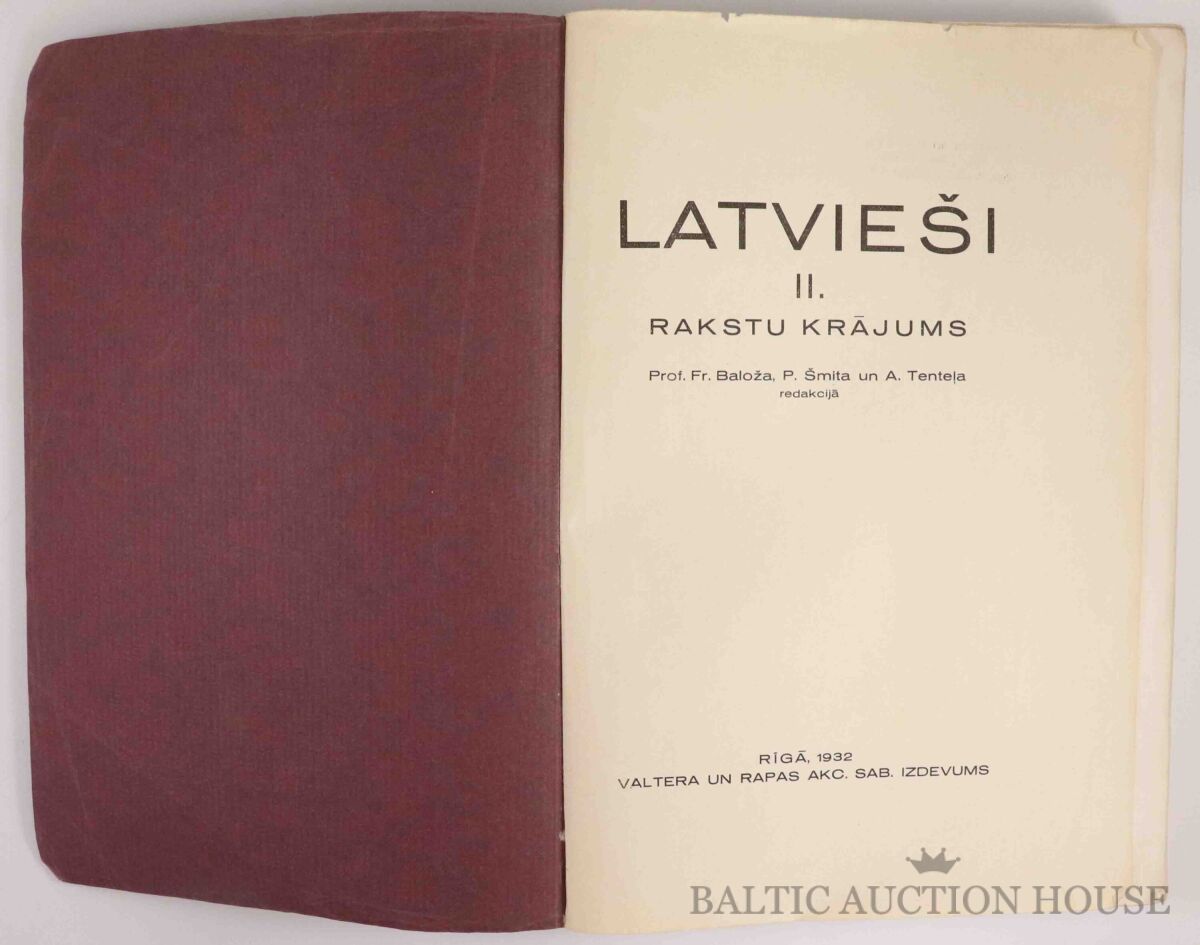 LATVIEŠI
II.
RAKSTU KRĀJUMS
Prof. Fr. Baloža, P. Šmita un A. Tenteļa
redakcijā
RĪGĀ, 1932
VALTERA UN RAPAS AKC. SAB. IZDEVUMS
BALTIC AUCTION HOUSE